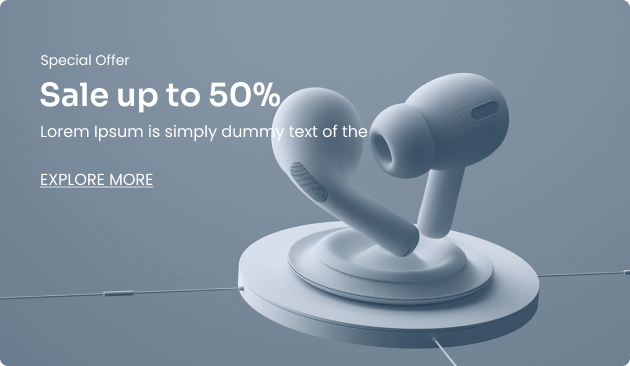 Special Offer
Sale up to 50%
Lorem Ipsum is simply dummy text of the
EXPLORE MORE